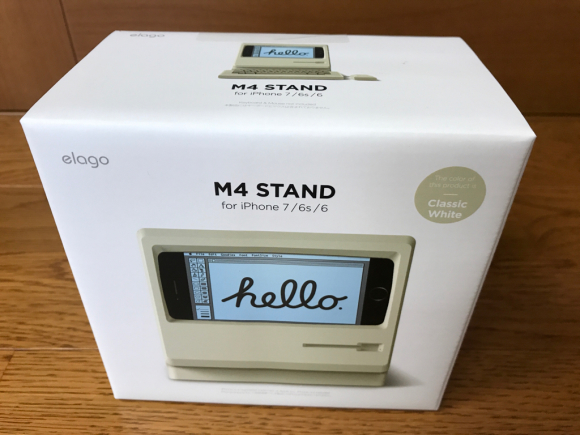 elago
hello.
M4 STAND
for iPhone 7/6s/6
elago
M4 STAND
for iPhone 7/6s/6
The color of
this product is
Classic
White
hello.